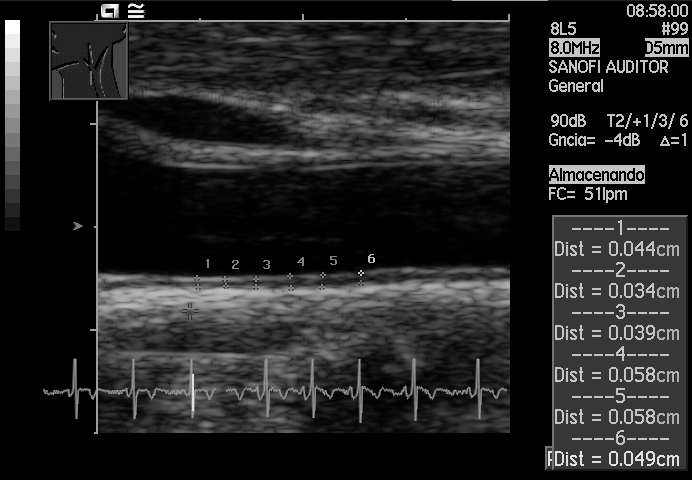 08:58:00
8L5 #99
8.0MHz D5mm
SANOFI AUDITOR
General
90dB T2/+1/3/ 6
Gncia= -4dB Δ=1
Almacenando
FC= 51lpm
1 2 3 4 5 6
----1----
Dist = 0.044cm
----2----
Dist = 0.034cm
----3----
Dist = 0.039cm
----4----
Dist = 0.058cm
----5----
Dist = 0.058cm
----6----
Dist = 0.049cm